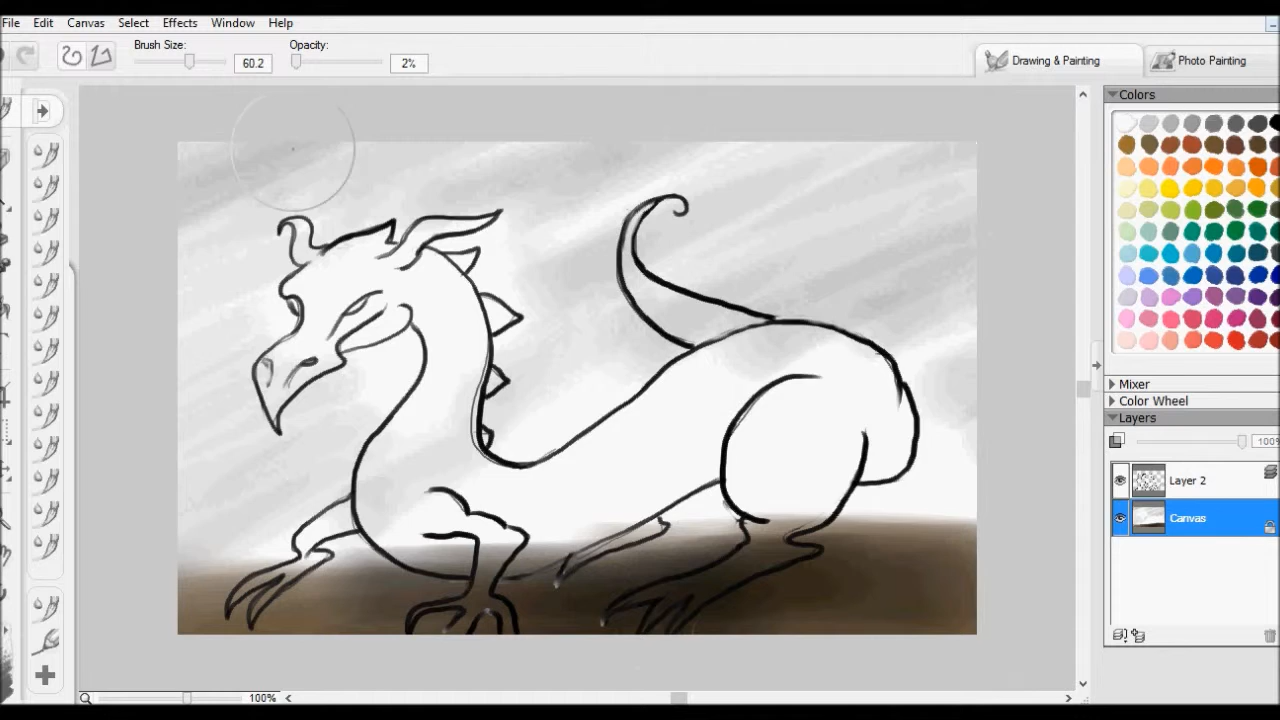 File Edit Canvas Select Effects Window Help
Brush Size: 60.2 Opacity: 2%
Drawing & Painting Photo Painting
Colors
Mixer
Color Wheel
Layers
100%
Layer 2
Canvas
100%